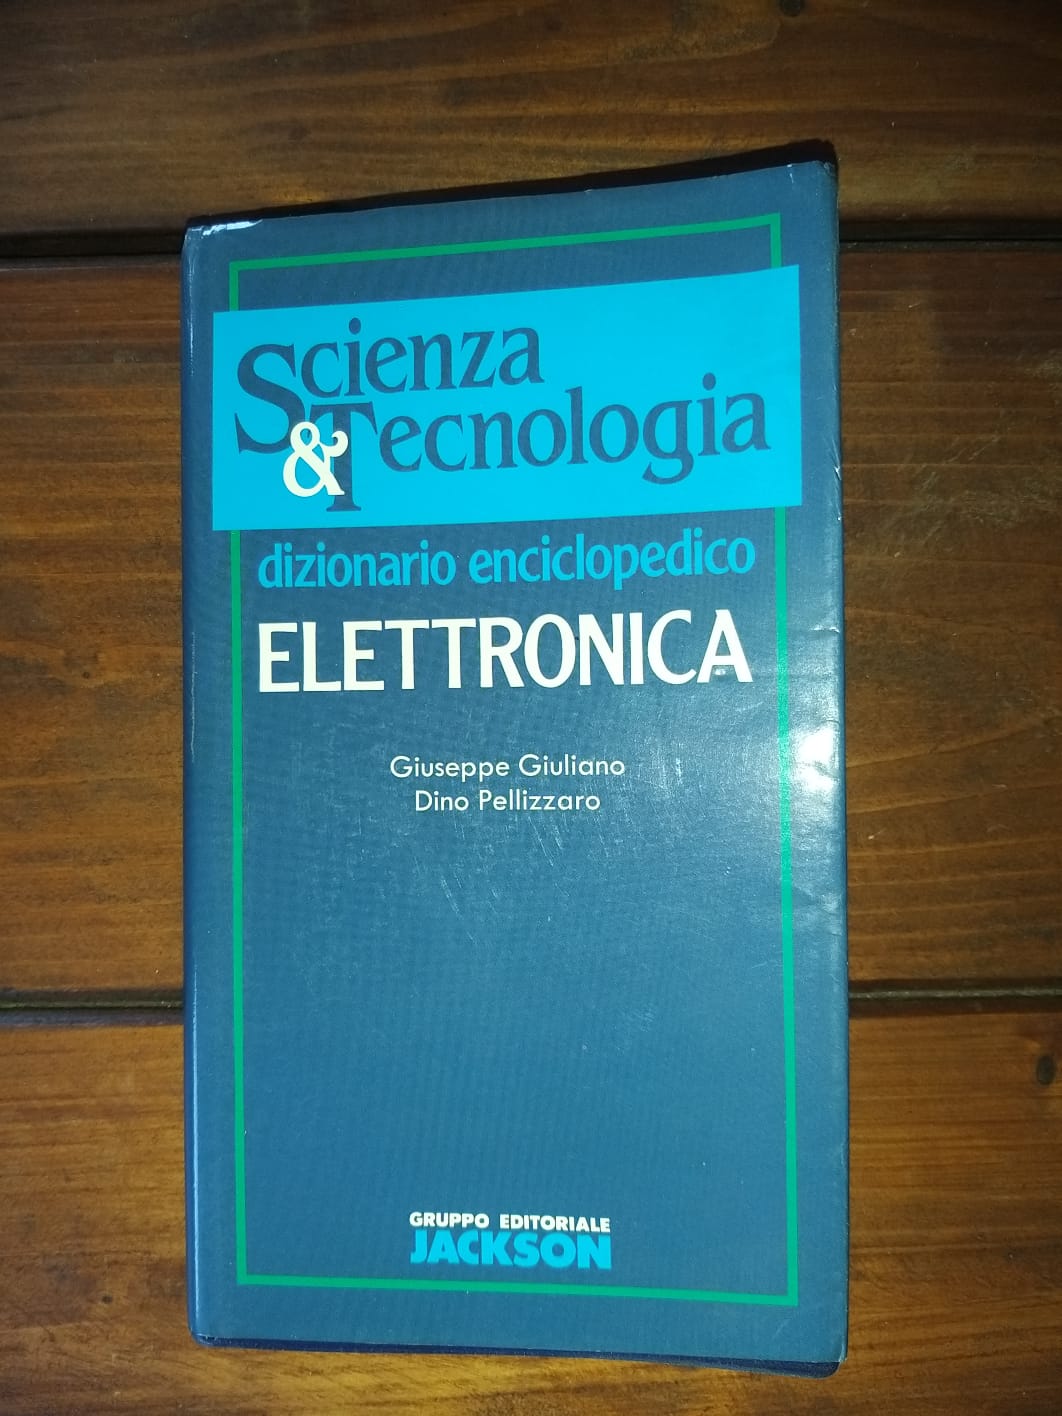 Scienza
& Tecnologia
dizionario enciclopedico
ELETTRONICA
Giuseppe Giuliano
Dino Pellizzaro
GRUPPO EDITORIALE
JACKSON